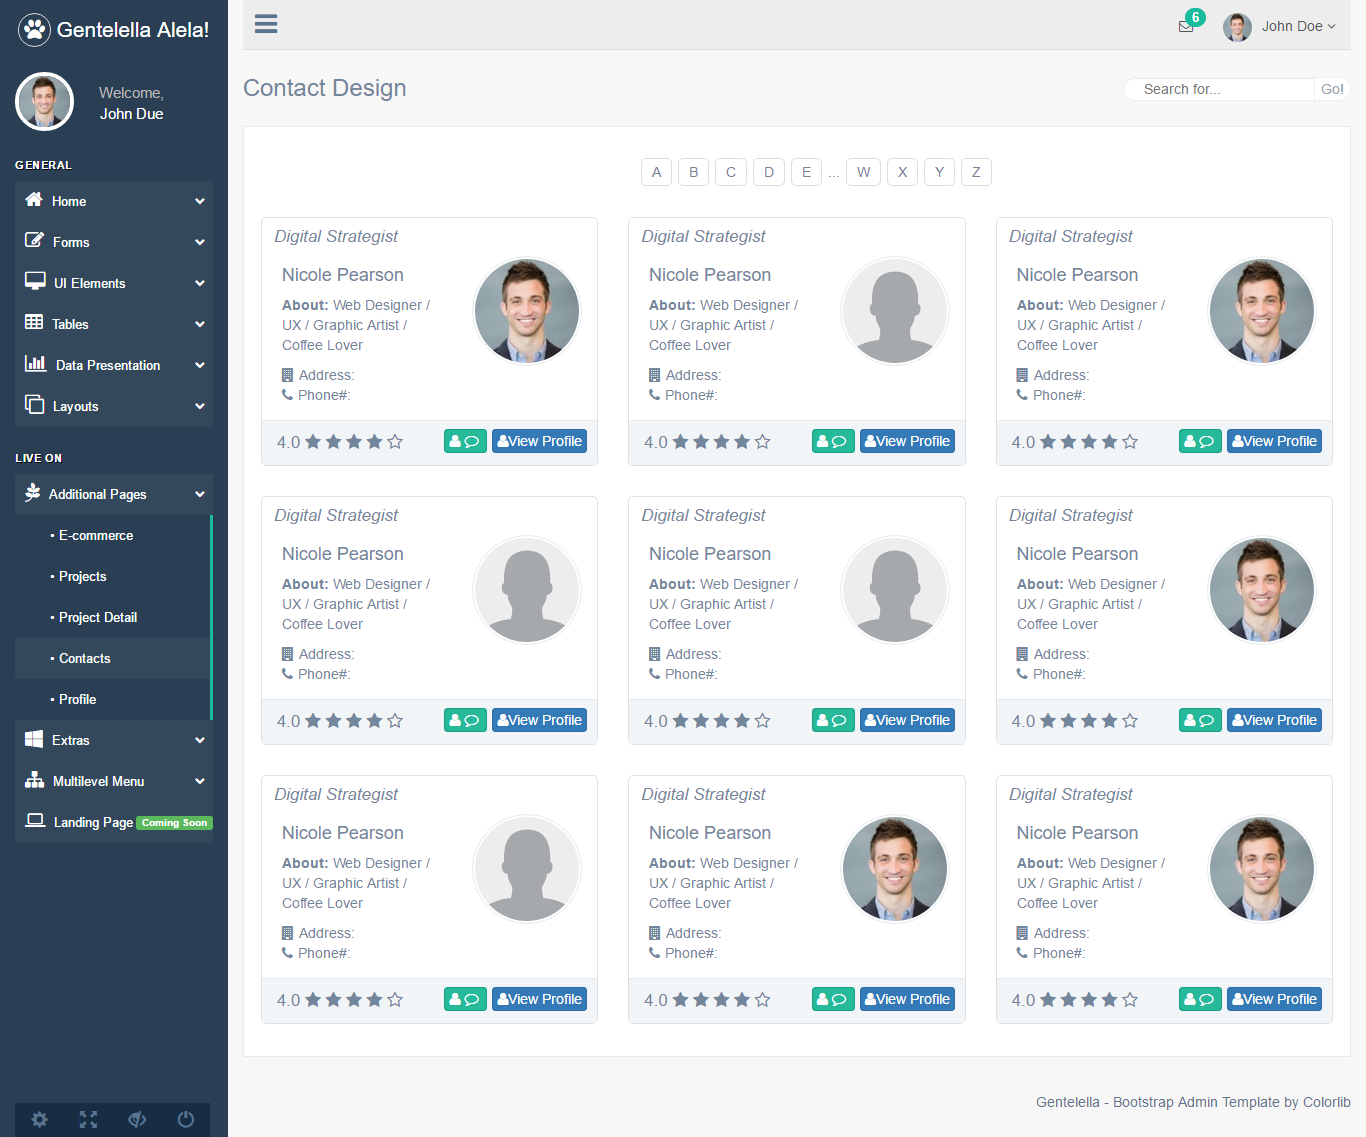 Gentelella Alela!
Welcome,
John Due
GENERAL
Home
Forms
UI Elements
Tables
Data Presentation
Layouts
LIVE ON
Additional Pages
• E-commerce
• Projects
• Project Detail
• Contacts
• Profile
Extras
Multilevel Menu
Landing Page Coming Soon
6
John Doe
Contact Design
Search for... Go!
A B C D E ... W X Y Z
Digital Strategist
Nicole Pearson
About: Web Designer /
UX / Graphic Artist /
Coffee Lover
Address:
Phone#:
4.0 View Profile
Digital Strategist
Nicole Pearson
About: Web Designer /
UX / Graphic Artist /
Coffee Lover
Address:
Phone#:
4.0 View Profile
Digital Strategist
Nicole Pearson
About: Web Designer /
UX / Graphic Artist /
Coffee Lover
Address:
Phone#:
4.0 View Profile
Digital Strategist
Nicole Pearson
About: Web Designer /
UX / Graphic Artist /
Coffee Lover
Address:
Phone#:
4.0 View Profile
Digital Strategist
Nicole Pearson
About: Web Designer /
UX / Graphic Artist /
Coffee Lover
Address:
Phone#:
4.0 View Profile
Digital Strategist
Nicole Pearson
About: Web Designer /
UX / Graphic Artist /
Coffee Lover
Address:
Phone#:
4.0 View Profile
Digital Strategist
Nicole Pearson
About: Web Designer /
UX / Graphic Artist /
Coffee Lover
Address:
Phone#:
4.0 View Profile
Digital Strategist
Nicole Pearson
About: Web Designer /
UX / Graphic Artist /
Coffee Lover
Address:
Phone#:
4.0 View Profile
Digital Strategist
Nicole Pearson
About: Web Designer /
UX / Graphic Artist /
Coffee Lover
Address:
Phone#:
4.0 View Profile
Gentelella - Bootstrap Admin Template by Colorlib